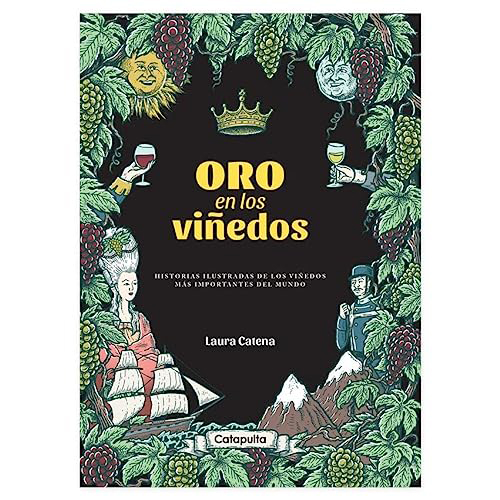 ORO
en los
viñedos
HISTORIAS ILUSTRADAS DE LOS VIÑEDOS
MÁS IMPORTANTES DEL MUNDO
Laura Catena
Catapulta